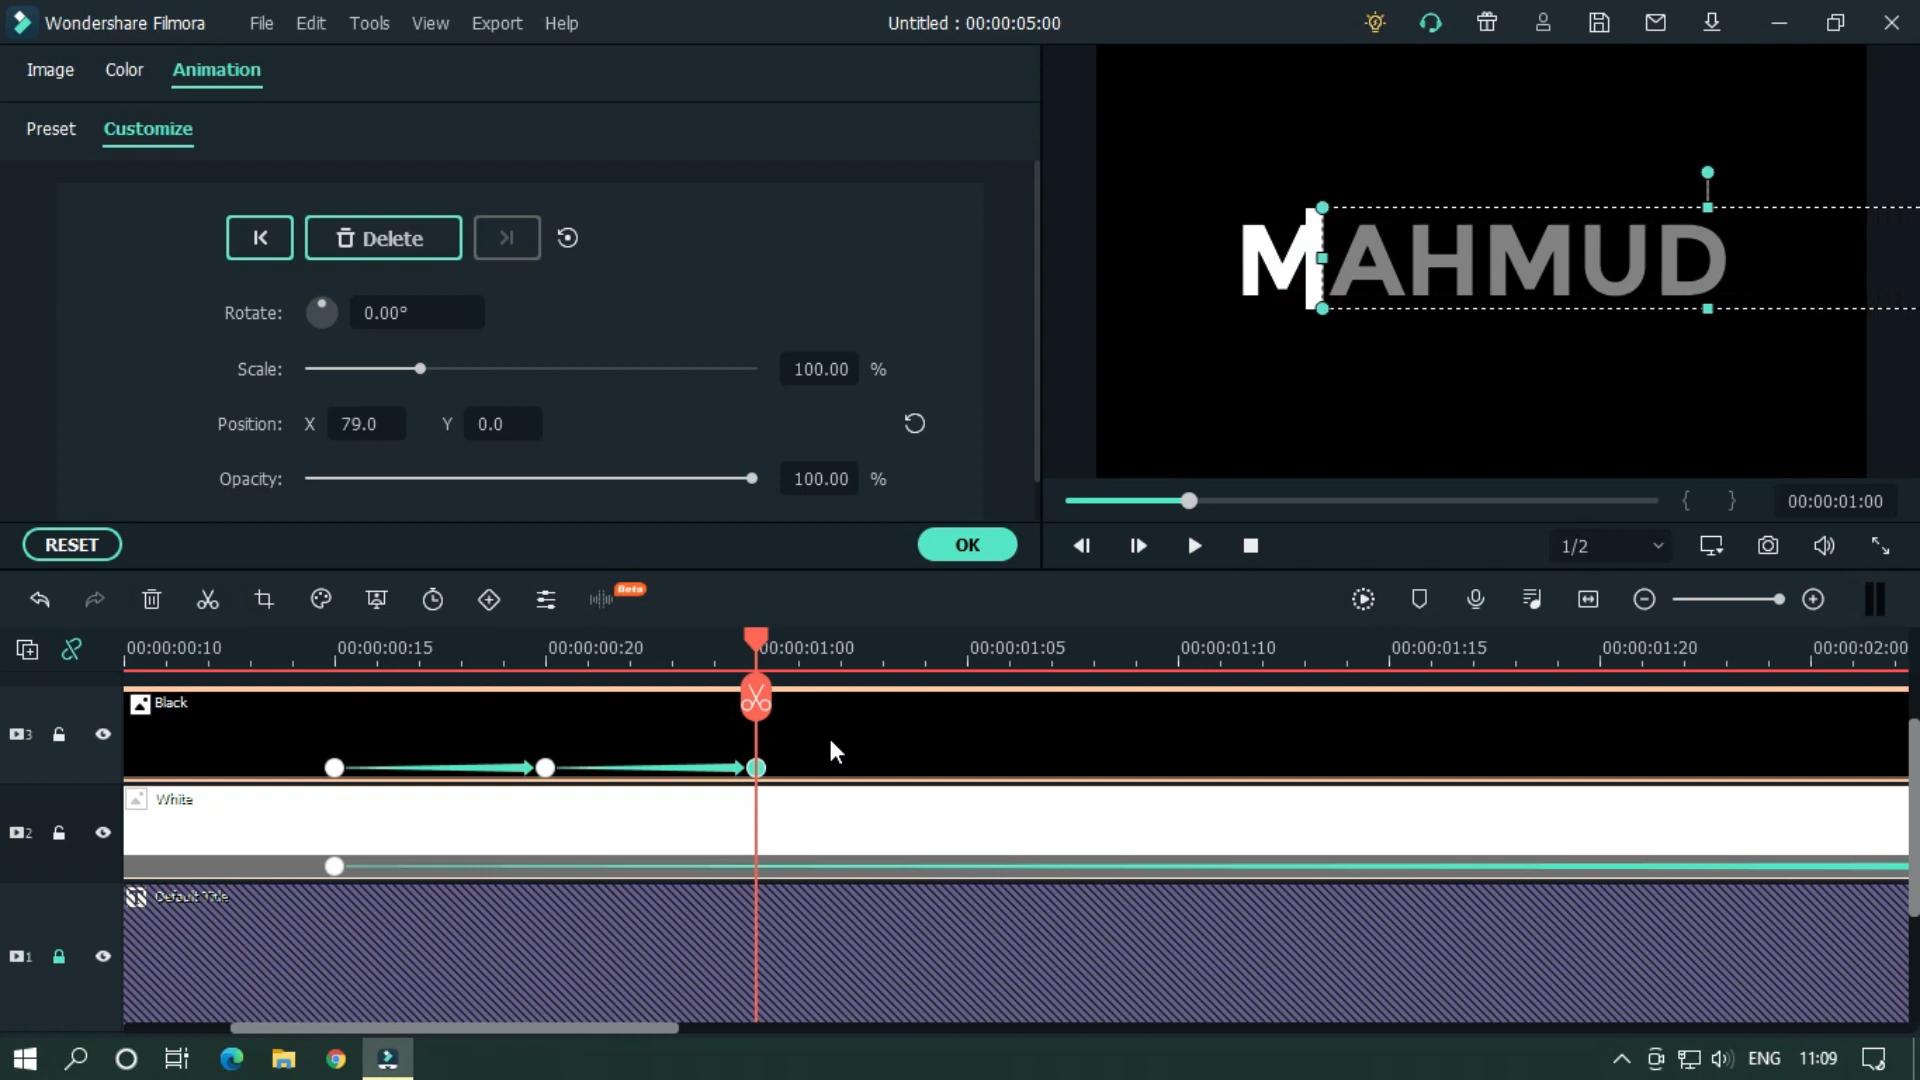 Wondershare Filmora File Edit Tools View Export Help Untitled : 00:00:05:00
Image Color Animation
Preset Customize
Delete
Rotate: 0.00°
Scale: 100.00 %
Position: X 79.0 Y 0.0
Opacity: 100.00 %
RESET OK
MAHMUD
00:00:01:00
1/2
Beta
00:00:00:10 00:00:00:15 00:00:00:20 00:00:01:00 00:00:01:05 00:00:01:10 00:00:01:15 00:00:01:20 00:00:02:00
Black
3
White
2
Default Title
1
ENG 11:09